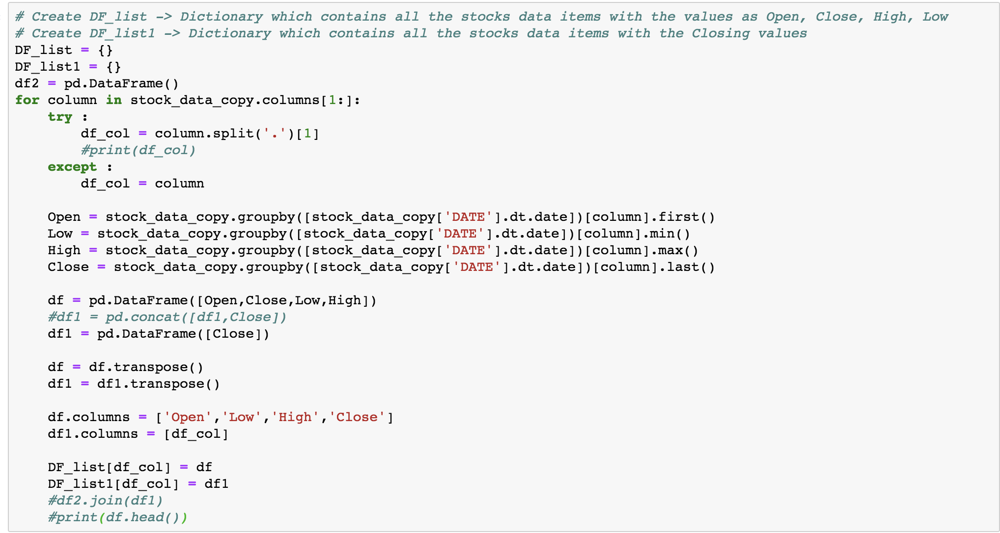 # Create DF_list -> Dictionary which contains all the stocks data items with the values as Open, Close, High, Low
# Create DF_list1 -> Dictionary which contains all the stocks data items with the Closing values
DF_list = {}
DF_list1 = {}
df2 = pd.DataFrame()
for column in stock_data_copy.columns[1:]:
    try :
        df_col = column.split('.')[1]
        #print(df_col)
    except :
        df_col = column

    Open = stock_data_copy.groupby([stock_data_copy['DATE'].dt.date])[column].first()
    Low = stock_data_copy.groupby([stock_data_copy['DATE'].dt.date])[column].min()
    High = stock_data_copy.groupby([stock_data_copy['DATE'].dt.date])[column].max()
    Close = stock_data_copy.groupby([stock_data_copy['DATE'].dt.date])[column].last()

    df = pd.DataFrame([Open,Close,Low,High])
    #df1 = pd.concat([df1,Close])
    df1 = pd.DataFrame([Close])

    df = df.transpose()
    df1 = df1.transpose()

    df.columns = ['Open','Low','High','Close']
    df1.columns = [df_col]

    DF_list[df_col] = df
    DF_list1[df_col] = df1
    #df2.join(df1)
    #print(df.head())